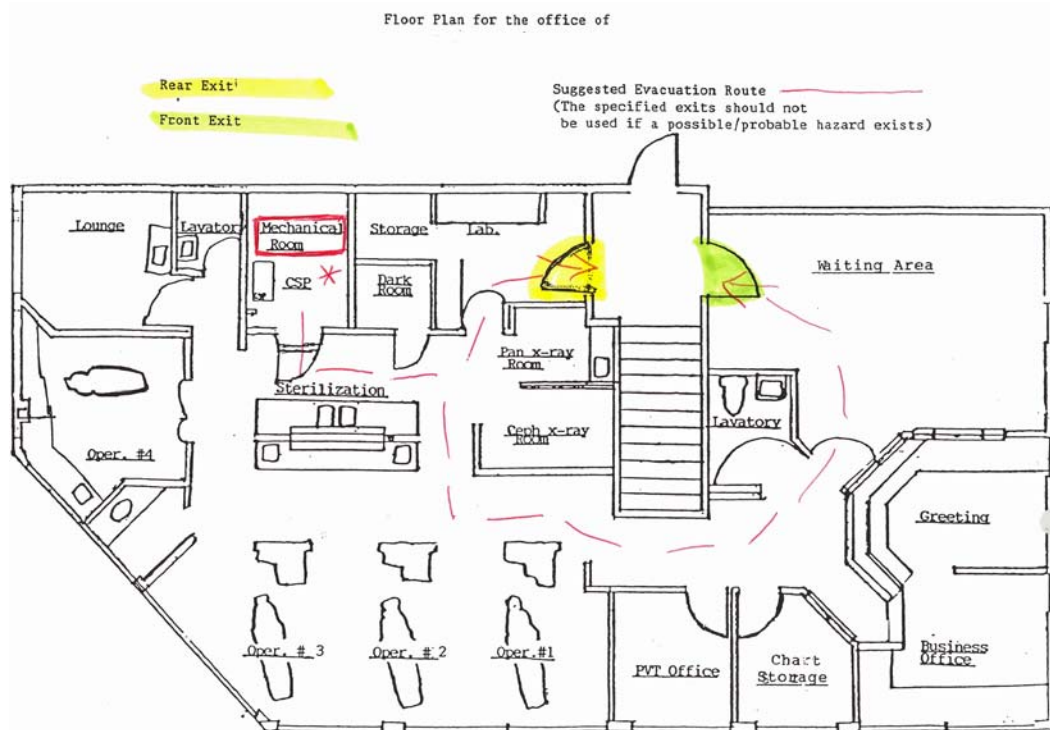 Floor Plan for the office of
Rear Exit
Front Exit
Suggested Evacuation Route
(The specified exits should not
be used if a possible/probable hazard exists)
Lounge
Lavatory
Mechanical
Room
Storage
Lab.
Waiting Area
CSP *
Dark
Room
Pan x-ray
Room
Sterilization
Ceph x-ray
Room
Lavatory
Oper. #4
Greeting
Oper. # 3
Oper. # 2
Oper.#1
PVT Office
Chart
Storage
Business
Office